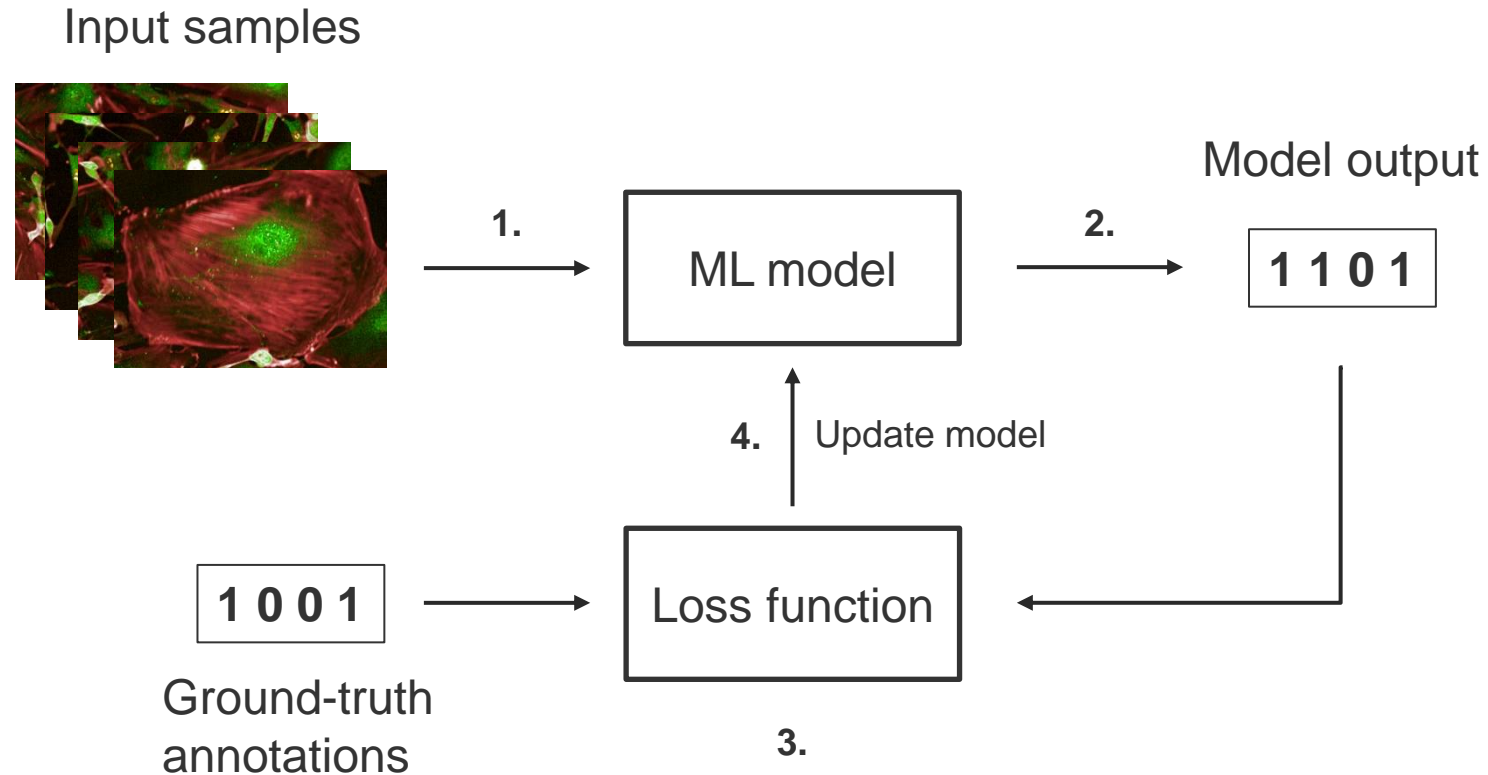 Input samples
Model output
1.
ML model
2.
1 1 0 1
4.
Update model
1 0 0 1
Loss function
Ground-truth
annotations
3.